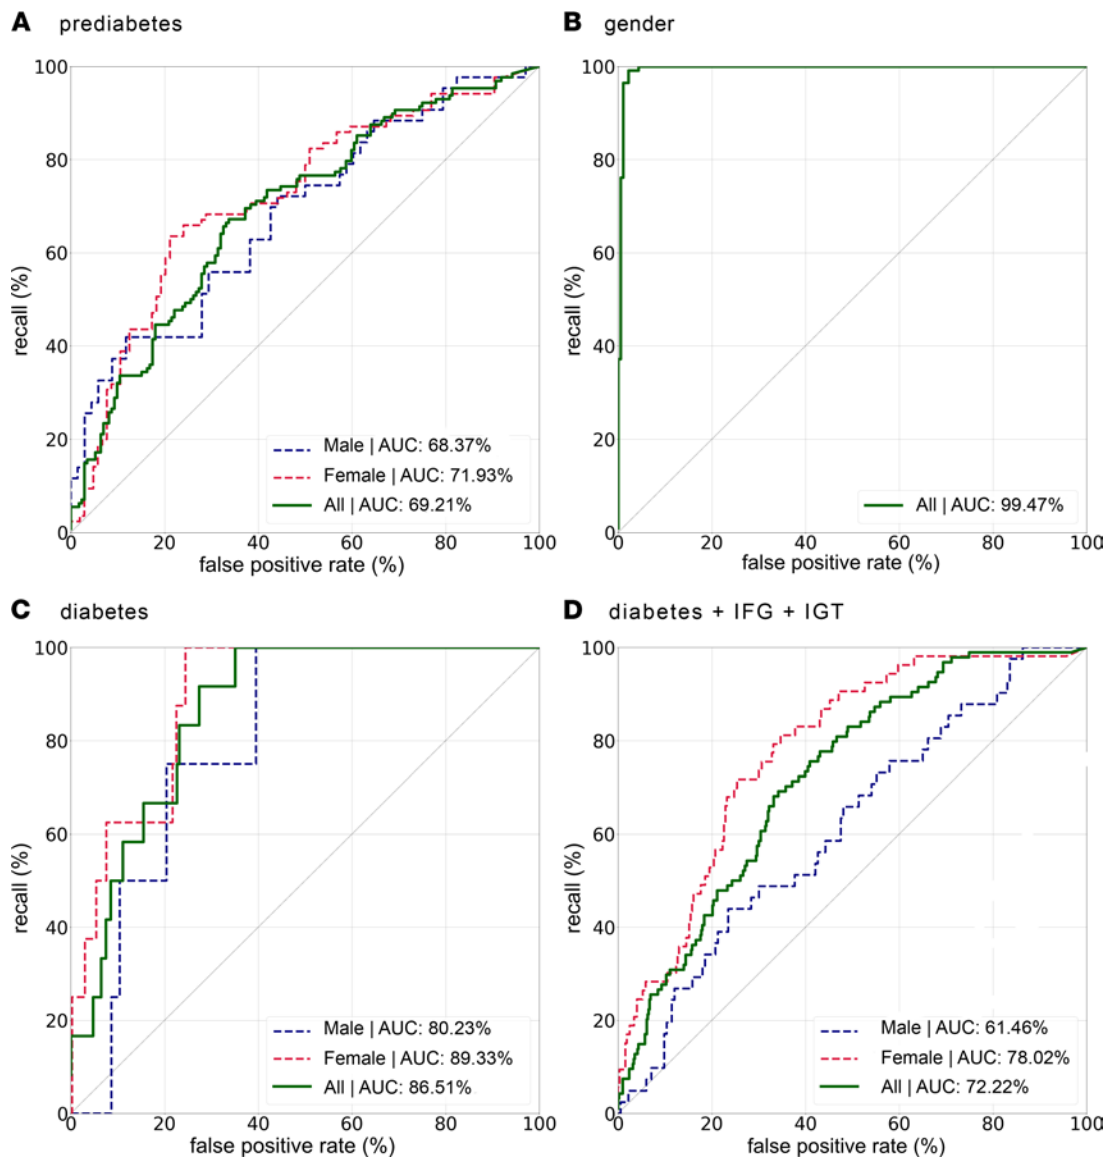 A prediabetes
100
80
60
40
20
0
recall (%)
Male | AUC: 68.37%
Female | AUC: 71.93%
All | AUC: 69.21%
0 20 40 60 80 100
false positive rate (%)
B gender
100
80
60
40
20
0
recall (%)
All | AUC: 99.47%
0 20 40 60 80 100
false positive rate (%)
C diabetes
100
80
60
40
20
0
recall (%)
Male | AUC: 80.23%
Female | AUC: 89.33%
All | AUC: 86.51%
0 20 40 60 80 100
false positive rate (%)
D diabetes + IFG + IGT
100
80
60
40
20
0
recall (%)
Male | AUC: 61.46%
Female | AUC: 78.02%
All | AUC: 72.22%
0 20 40 60 80 100
false positive rate (%)